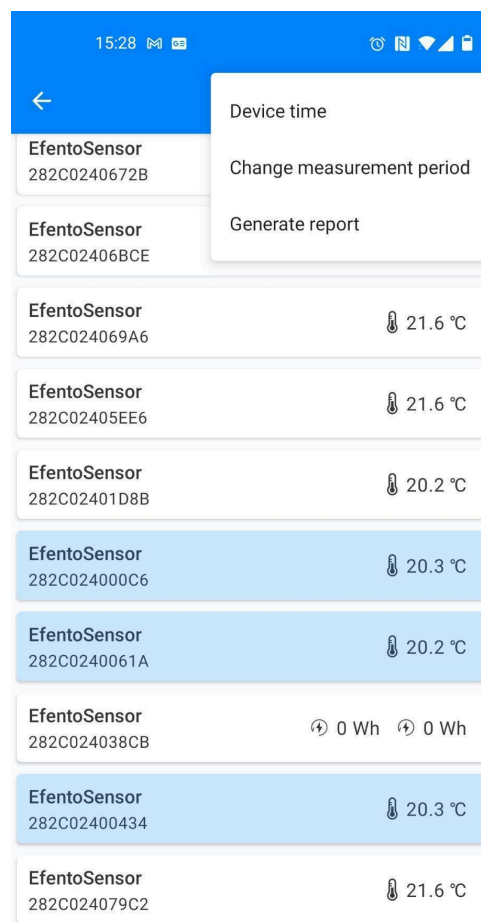 15:28
Device time
Change measurement period
Generate report
EfentoSensor
282C0240672B
EfentoSensor
282C02406BCE
EfentoSensor
282C024069A6
21.6 °C
EfentoSensor
282C02405EE6
21.6 °C
EfentoSensor
282C02401D8B
20.2 °C
EfentoSensor
282C024000C6
20.3 °C
EfentoSensor
282C0240061A
20.2 °C
EfentoSensor
282C024038CB
0 Wh 0 Wh
EfentoSensor
282C02400434
20.3 °C
EfentoSensor
282C024079C2
21.6 °C